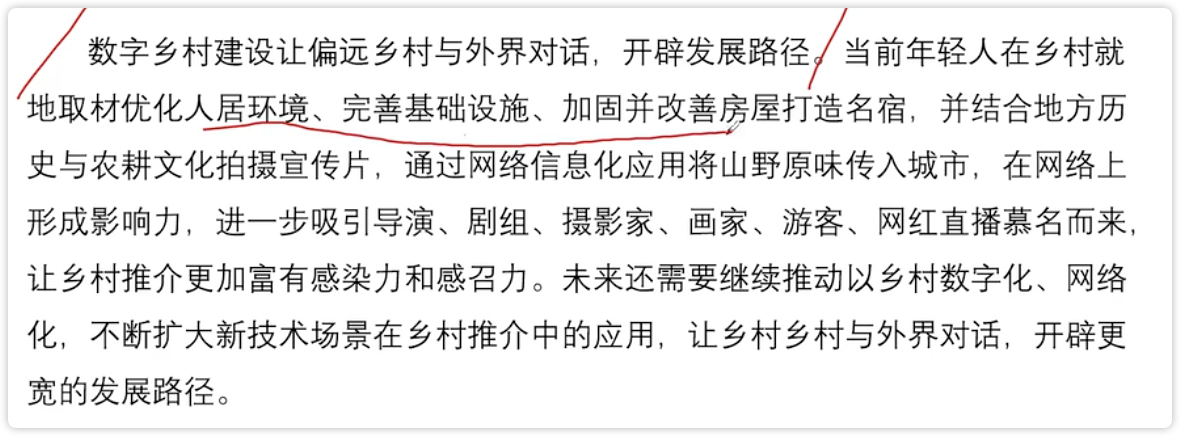 数字乡村建设让偏远乡村与外界对话，开辟发展路径。当前年轻人在乡村就
地取材优化人居环境、完善基础设施、加固并改善房屋打造名宿，并结合地方历
史与农耕文化拍摄宣传片，通过网络信息化应用将山野原味传入城市，在网络上
形成影响力，进一步吸引导演、剧组、摄影家、画家、游客、网红直播慕名而来，
让乡村推介更加富有感染力和感召力。未来还需要继续推动以乡村数字化、网络
化，不断扩大新技术场景在乡村推介中的应用，让乡村乡村与外界对话，开辟更
宽的发展路径。